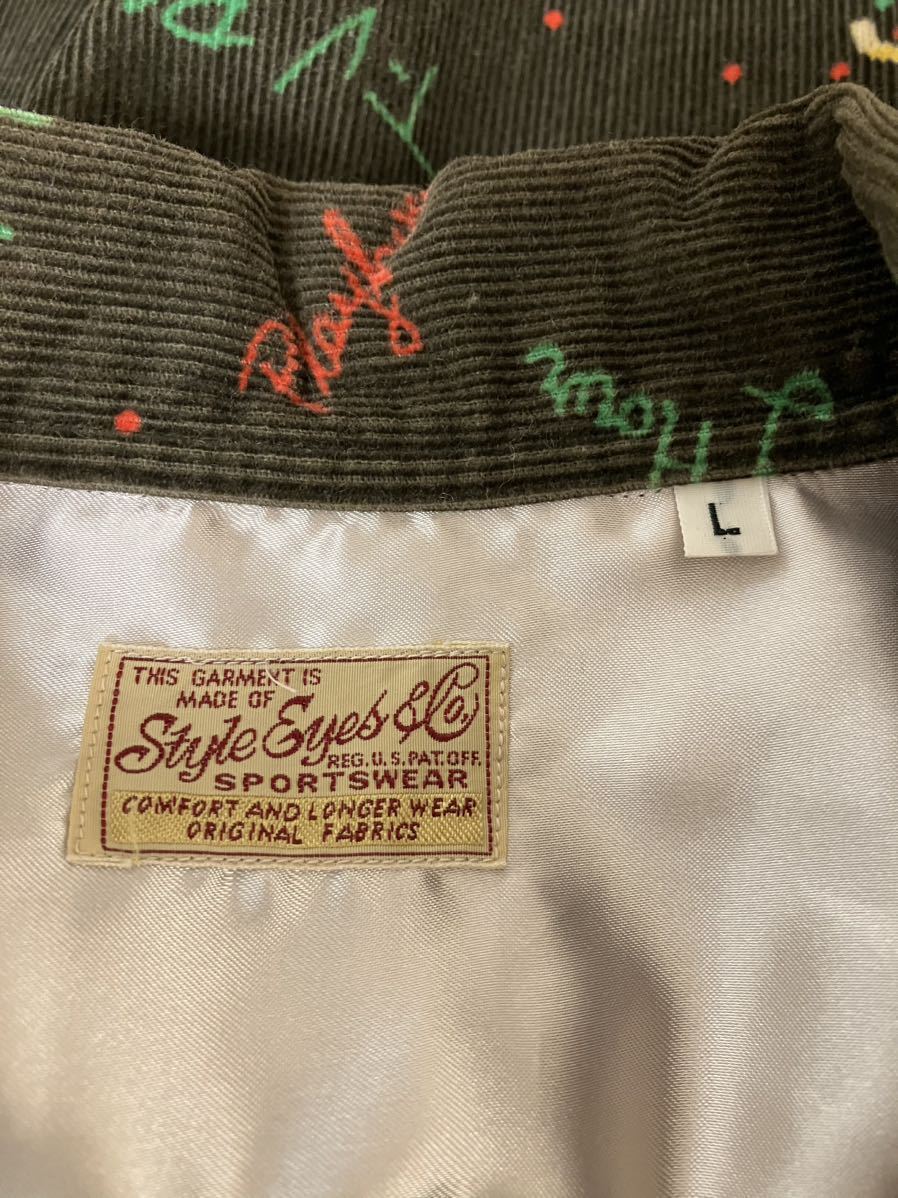 L
THIS GARMENT IS
MADE OF
Style Eyes & Co.
REG. U.S. PAT. OFF.
SPORTSWEAR
COMFORT AND LONGER WEAR
ORIGINAL FABRICS